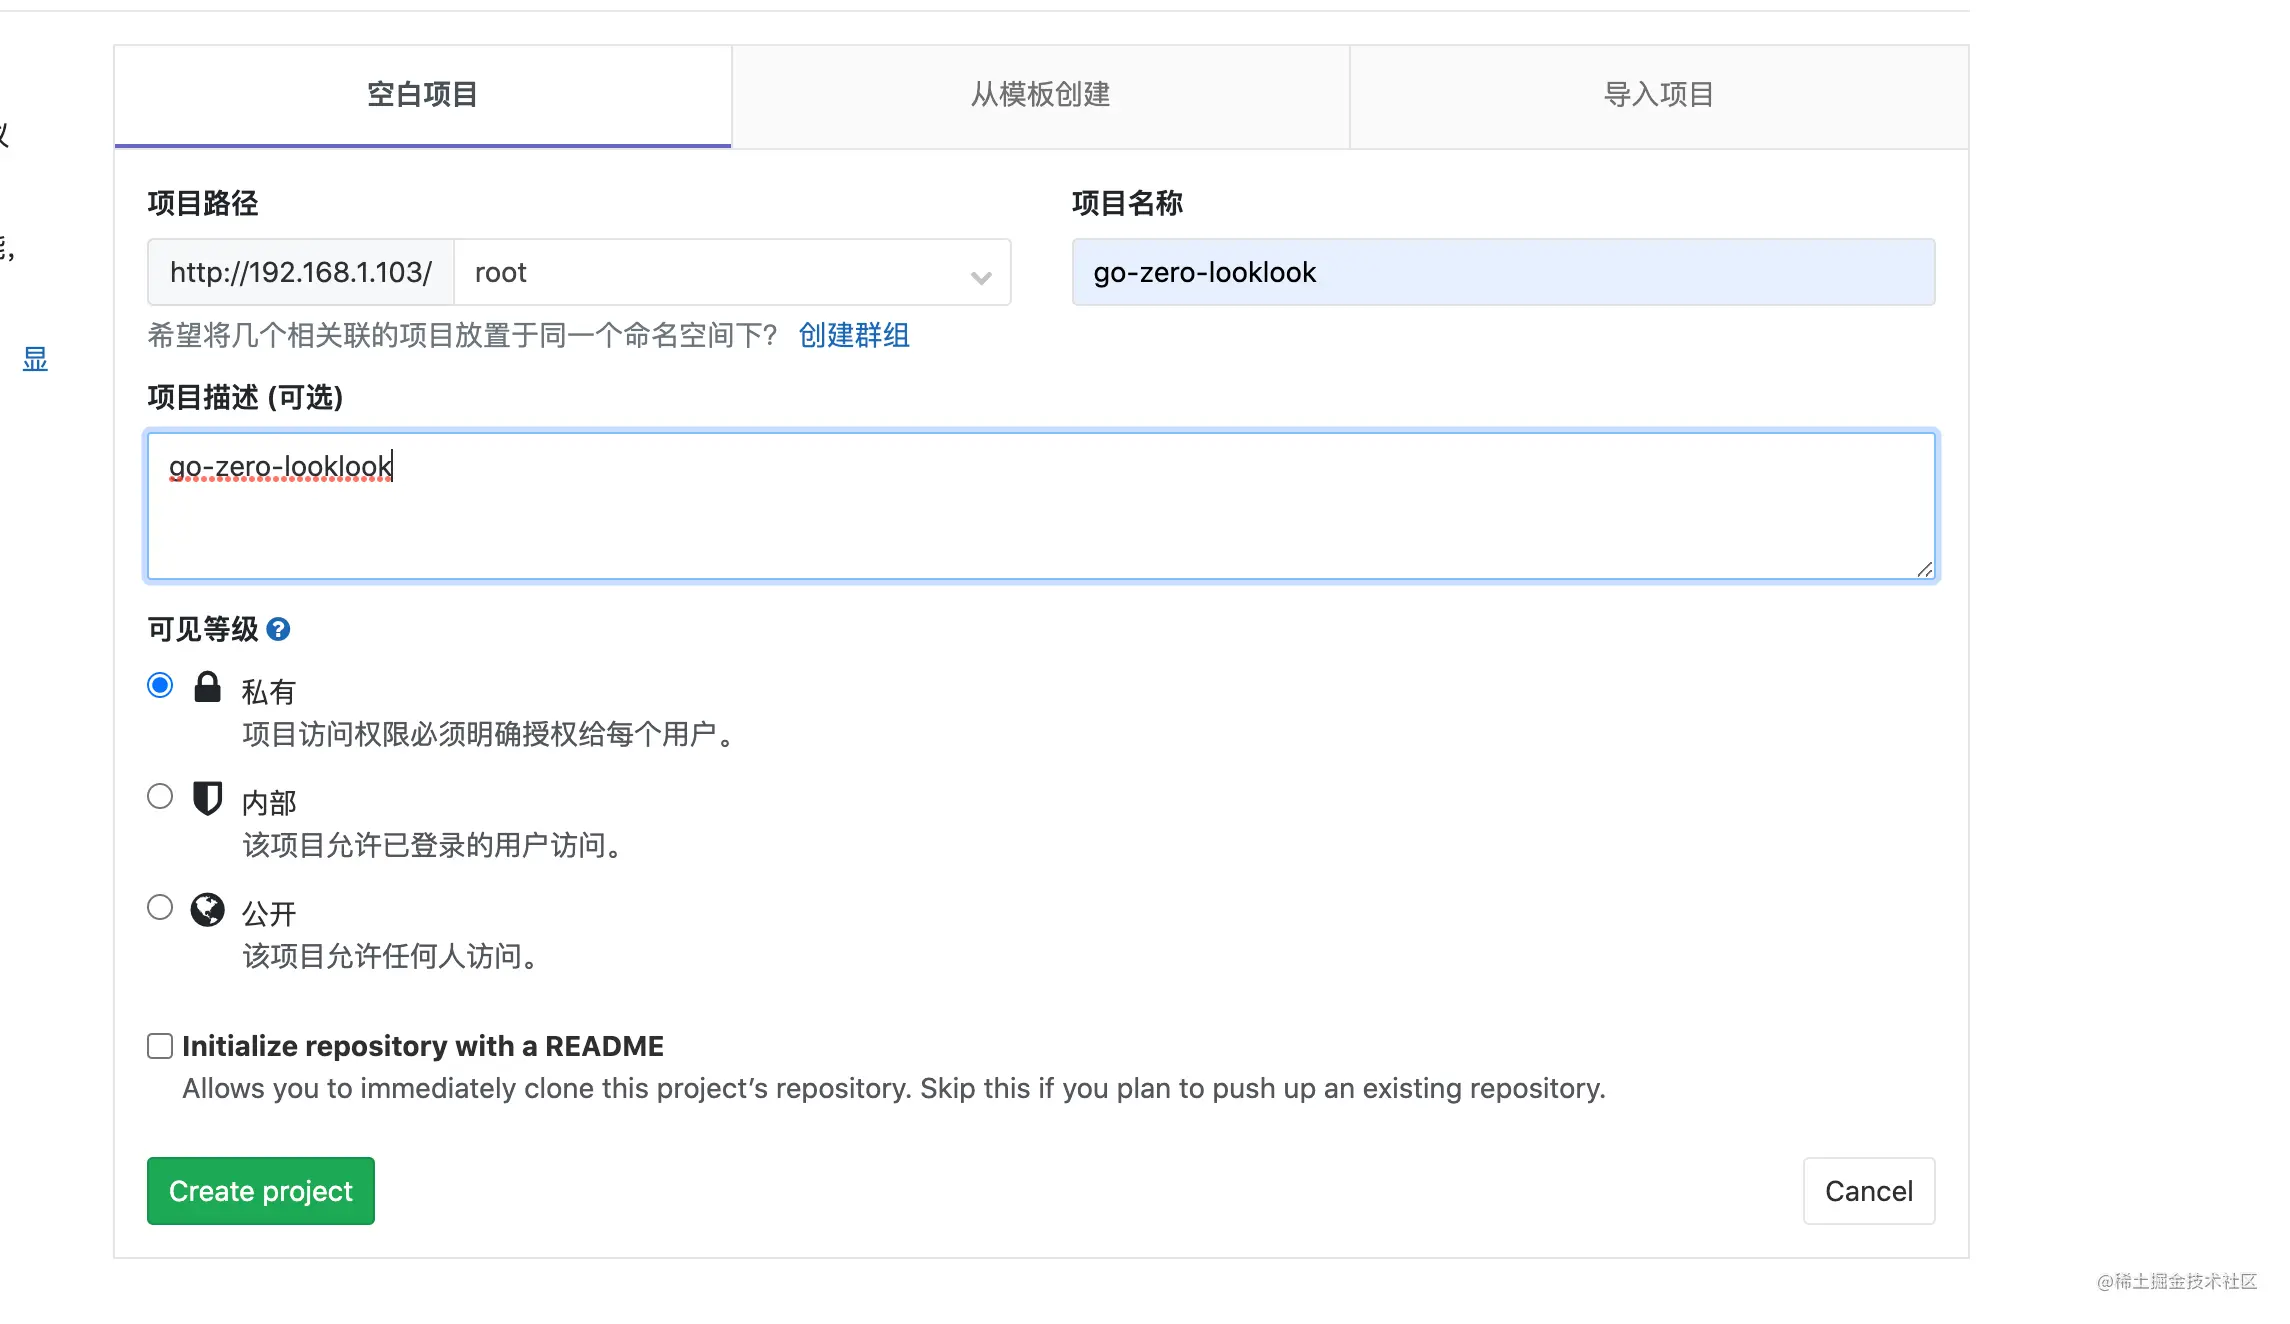 空白项目
从模板创建
导入项目
项目路径
项目名称
http://192.168.1.103/
root
go-zero-looklook
希望将几个相关联的项目放置于同一个命名空间下？ 创建群组
显
项目描述 (可选)
go-zero-looklook
可见等级
私有
项目访问权限必须明确授权给每个用户。
内部
该项目允许已登录的用户访问。
公开
该项目允许任何人访问。
Initialize repository with a README
Allows you to immediately clone this project’s repository. Skip this if you plan to push up an existing repository.
Create project
Cancel
@稀土掘金技术社区